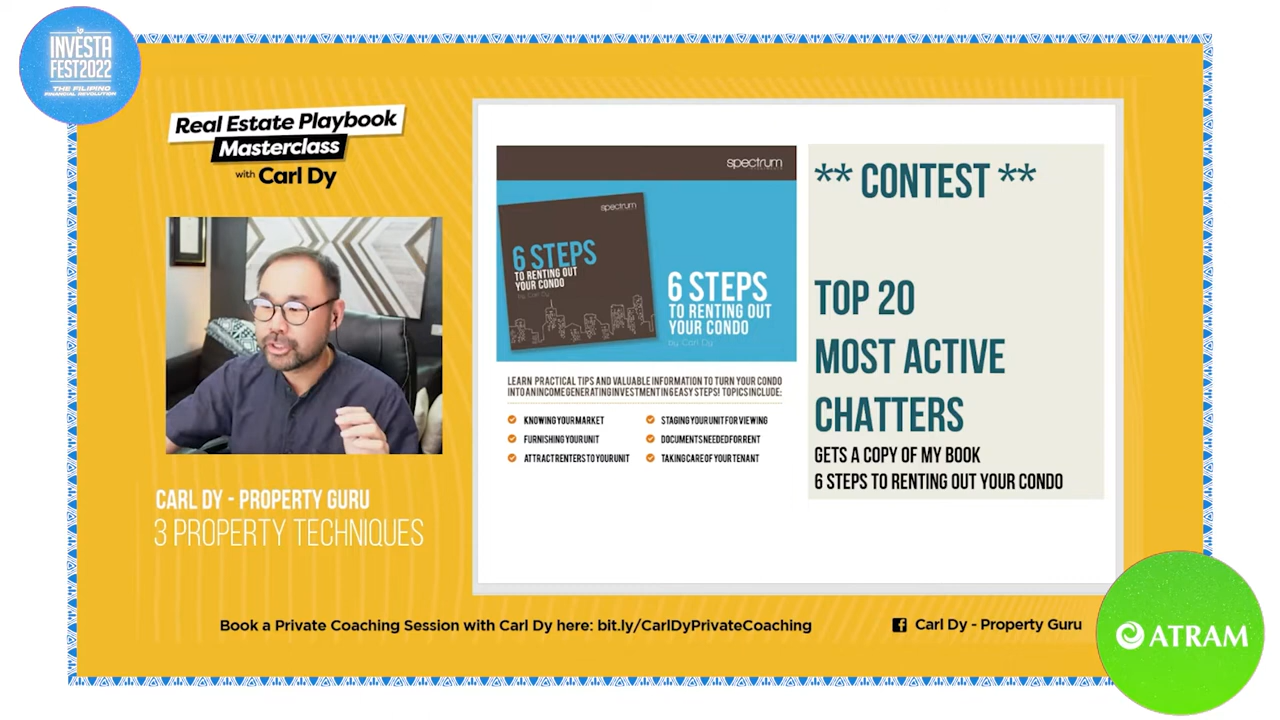 INVESTA
FEST2022
THE FILIPINO
FINANCIAL REVOLUTION
Real Estate Playbook
Masterclass
with Carl Dy
CARL DY - PROPERTY GURU
3 PROPERTY TECHNIQUES
spectrum
spectrum
6 STEPS
TO RENTING OUT
YOUR CONDO
by Carl Dy
6 STEPS
TO RENTING OUT
YOUR CONDO
by Carl Dy
LEARN PRACTICAL TIPS AND VALUABLE INFORMATION TO TURN YOUR CONDO
INTO AN INCOME GENERATING INVESTMENT IN EASY STEPS! TOPICS INCLUDE:
KNOWING YOUR MARKET
FURNISHING YOUR UNIT
ATTRACT RENTERS TO YOUR UNIT
STAGING YOUR UNIT FOR VIEWING
DOCUMENTS NEEDED FOR RENT
TAKING CARE OF YOUR TENANT
** CONTEST **
TOP 20
MOST ACTIVE
CHATTERS
GETS A COPY OF MY BOOK
6 STEPS TO RENTING OUT YOUR CONDO
Book a Private Coaching Session with Carl Dy here: bit.ly/CarlDyPrivateCoaching
Carl Dy - Property Guru
ATRAM